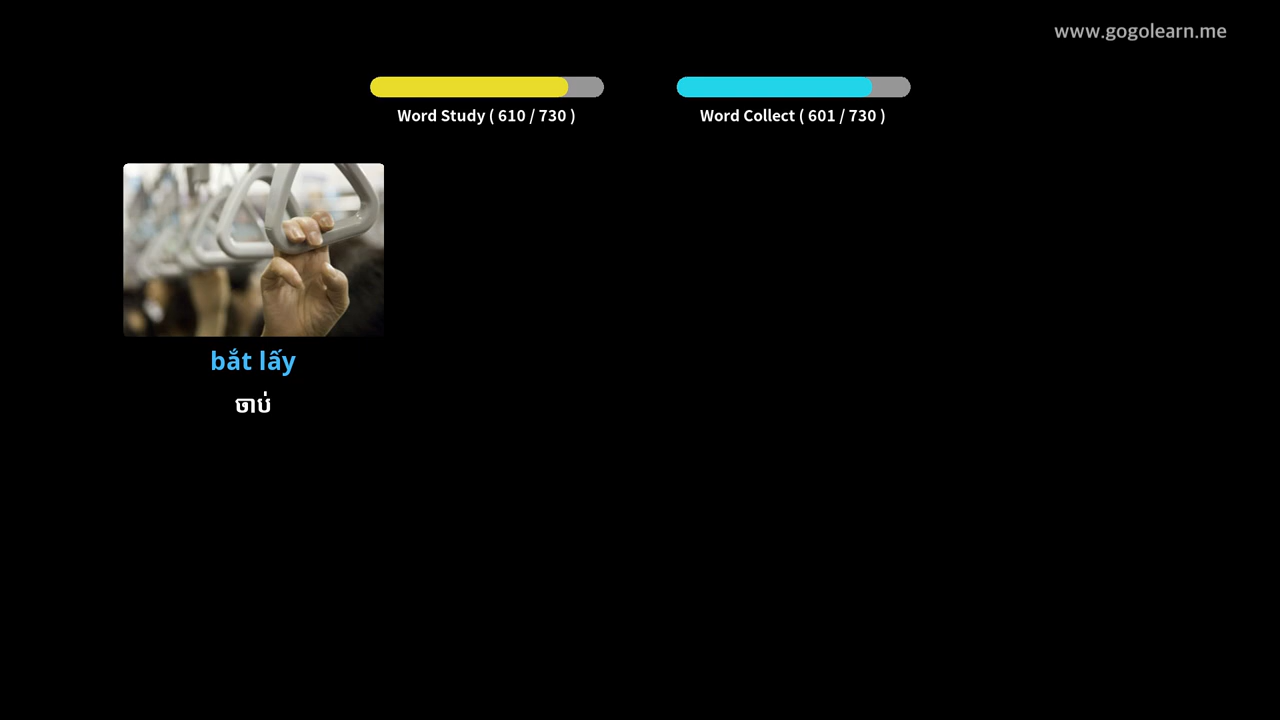 www.gogolearn.me
Word Study ( 610 / 730 )
Word Collect ( 601 / 730 )
bắt lấy
ចាប់